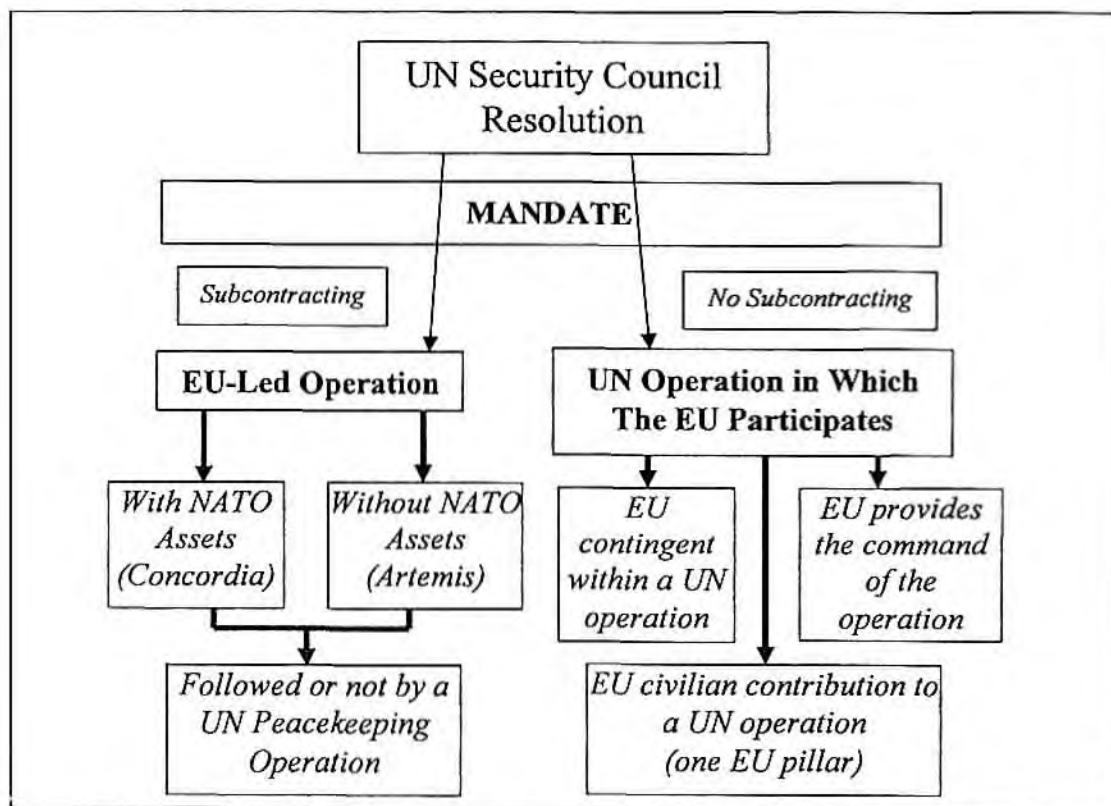 UN Security Council
Resolution
MANDATE
Subcontracting
No Subcontracting
EU-Led Operation
UN Operation in Which
The EU Participates
With NATO
Assets
(Concordia)
Without NATO
Assets
(Artemis)
EU
contingent
within a UN
operation
EU provides
the command
of the
operation
Followed or not by a
UN Peacekeeping
Operation
EU civilian contribution to
a UN operation
(one EU pillar)